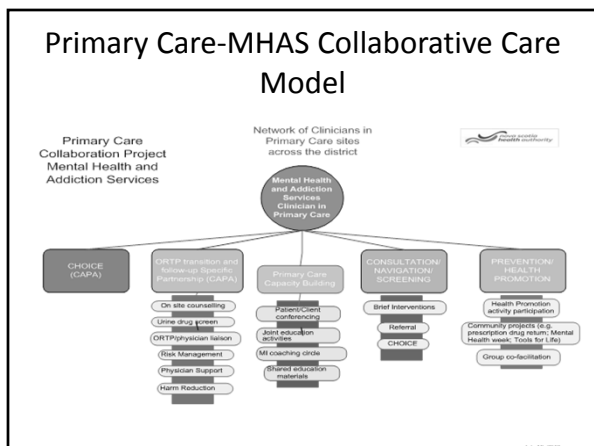 Primary Care-MHAS Collaborative Care
Model
Primary Care
Collaboration Project
Mental Health and
Addiction Services
Network of Clinicians in
Primary Care sites
across the district
nova scotia
health authority
Mental Health
and Addiction
Services
Clinician in
Primary Care
CHOICE
(CAPA)
ORTP transition and
follow-up Specific
Partnership (CAPA)
Primary Care
Capacity Building
CONSULTATION/
NAVIGATION/
SCREENING
PREVENTION/
HEALTH
PROMOTION
On site counselling
Urine drug screen
ORTP/physician liaison
Risk Management
Physician Support
Harm Reduction
Patient/Client
conferencing
Joint education
activities
MI coaching circle
Shared education
materials
Brief Interventions
Referral
CHOICE
Health Promotion
activity participation
Community projects (e.g.
prescription drug return; Mental
Health week; Tools for Life)
Group co-facilitation